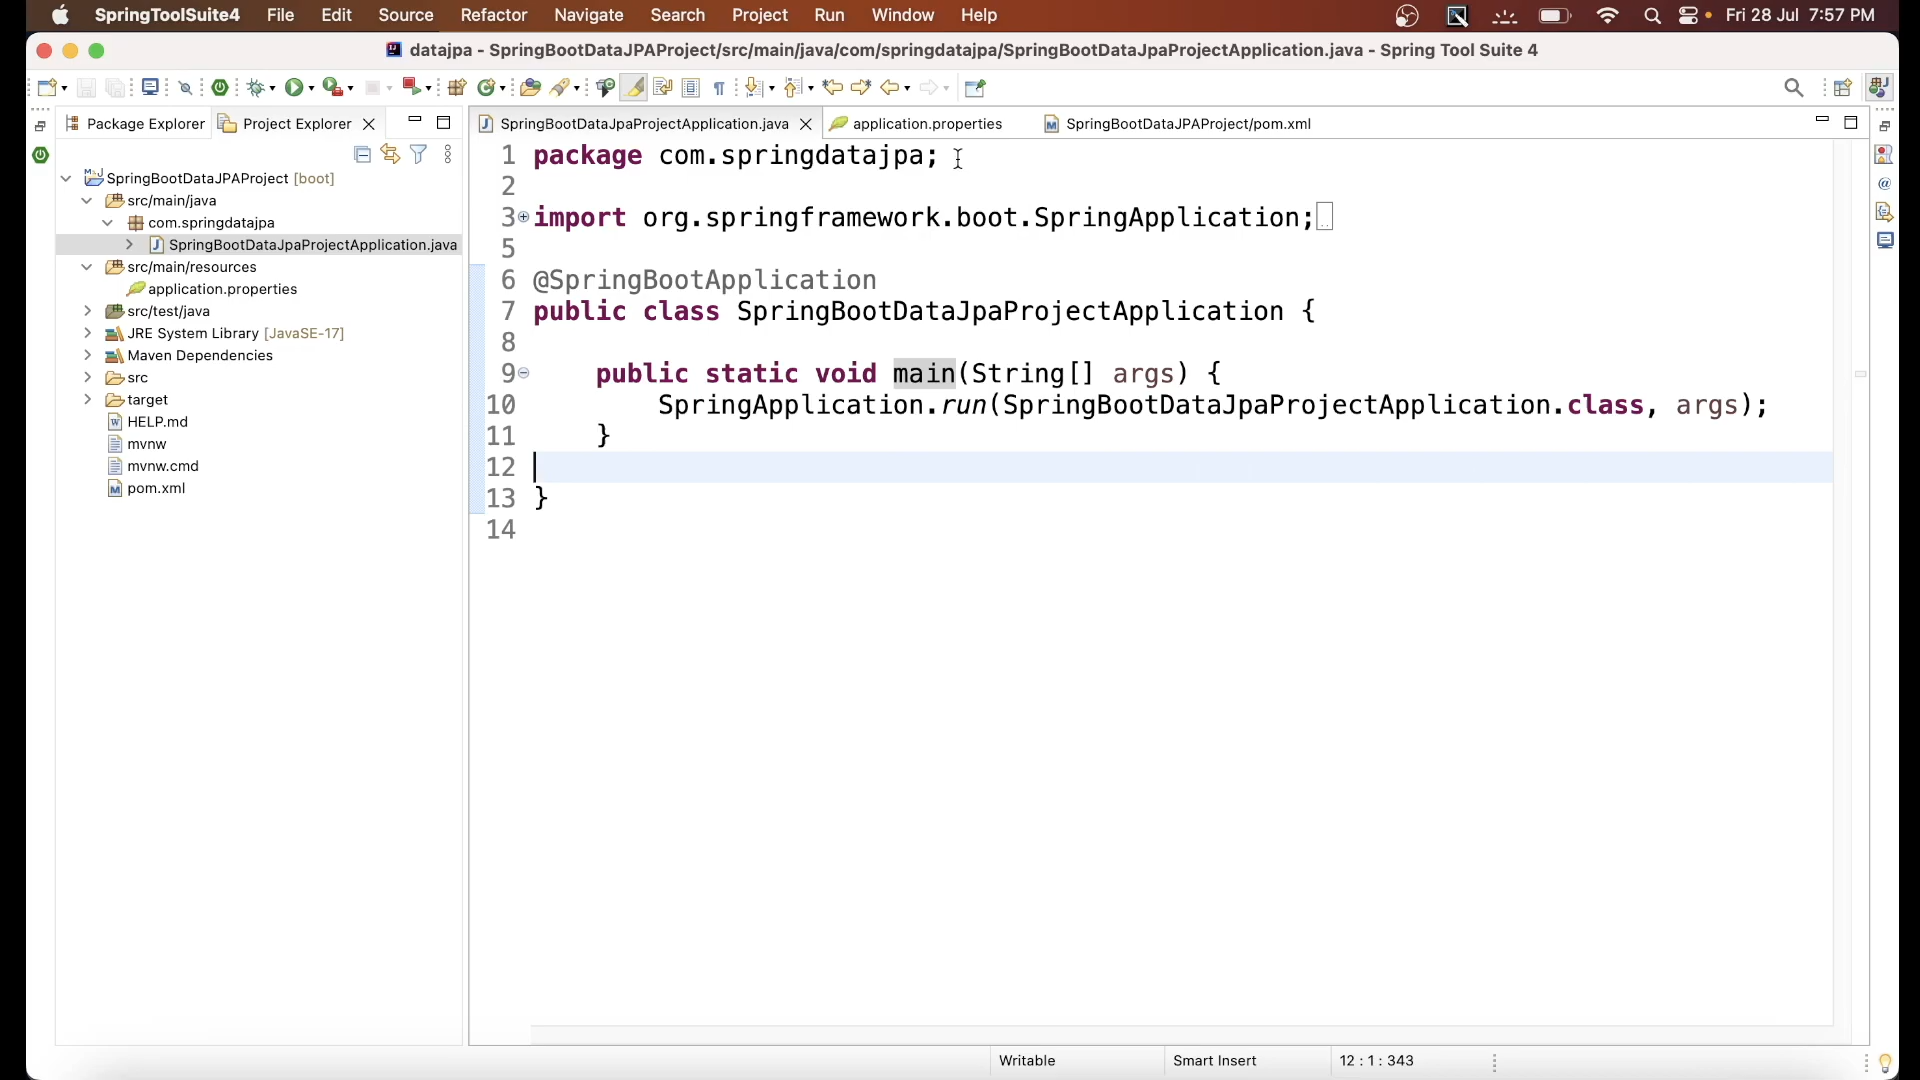 SpringToolSuite4 File Edit Source Refactor Navigate Search Project Run Window Help Fri 28 Jul 7:57 PM
datajpa - SpringBootDataJPAProject/src/main/java/com/springdatajpa/SpringBootDataJpaProjectApplication.java - Spring Tool Suite 4
Package Explorer Project Explorer
SpringBootDataJPAProject [boot]
src/main/java
com.springdatajpa
SpringBootDataJpaProjectApplication.java
src/main/resources
application.properties
src/test/java
JRE System Library [JavaSE-17]
Maven Dependencies
src
target
HELP.md
mvnw
mvnw.cmd
pom.xml
SpringBootDataJpaProjectApplication.java application.properties SpringBootDataJPAProject/pom.xml
1 package com.springdatajpa;
2
3 import org.springframework.boot.SpringApplication;
5
6 @SpringBootApplication
7 public class SpringBootDataJpaProjectApplication {
8
9 public static void main(String[] args) {
10 SpringApplication.run(SpringBootDataJpaProjectApplication.class, args);
11 }
12
13 }
14
Writable Smart Insert 12 : 1 : 343